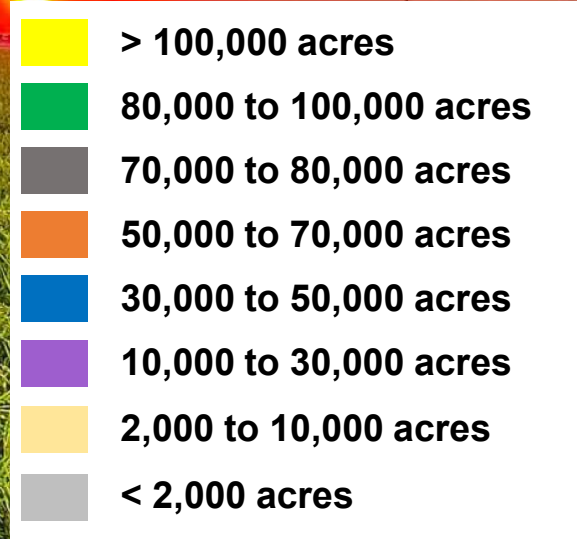 > 100,000 acres
80,000 to 100,000 acres
70,000 to 80,000 acres
50,000 to 70,000 acres
30,000 to 50,000 acres
10,000 to 30,000 acres
2,000 to 10,000 acres
< 2,000 acres